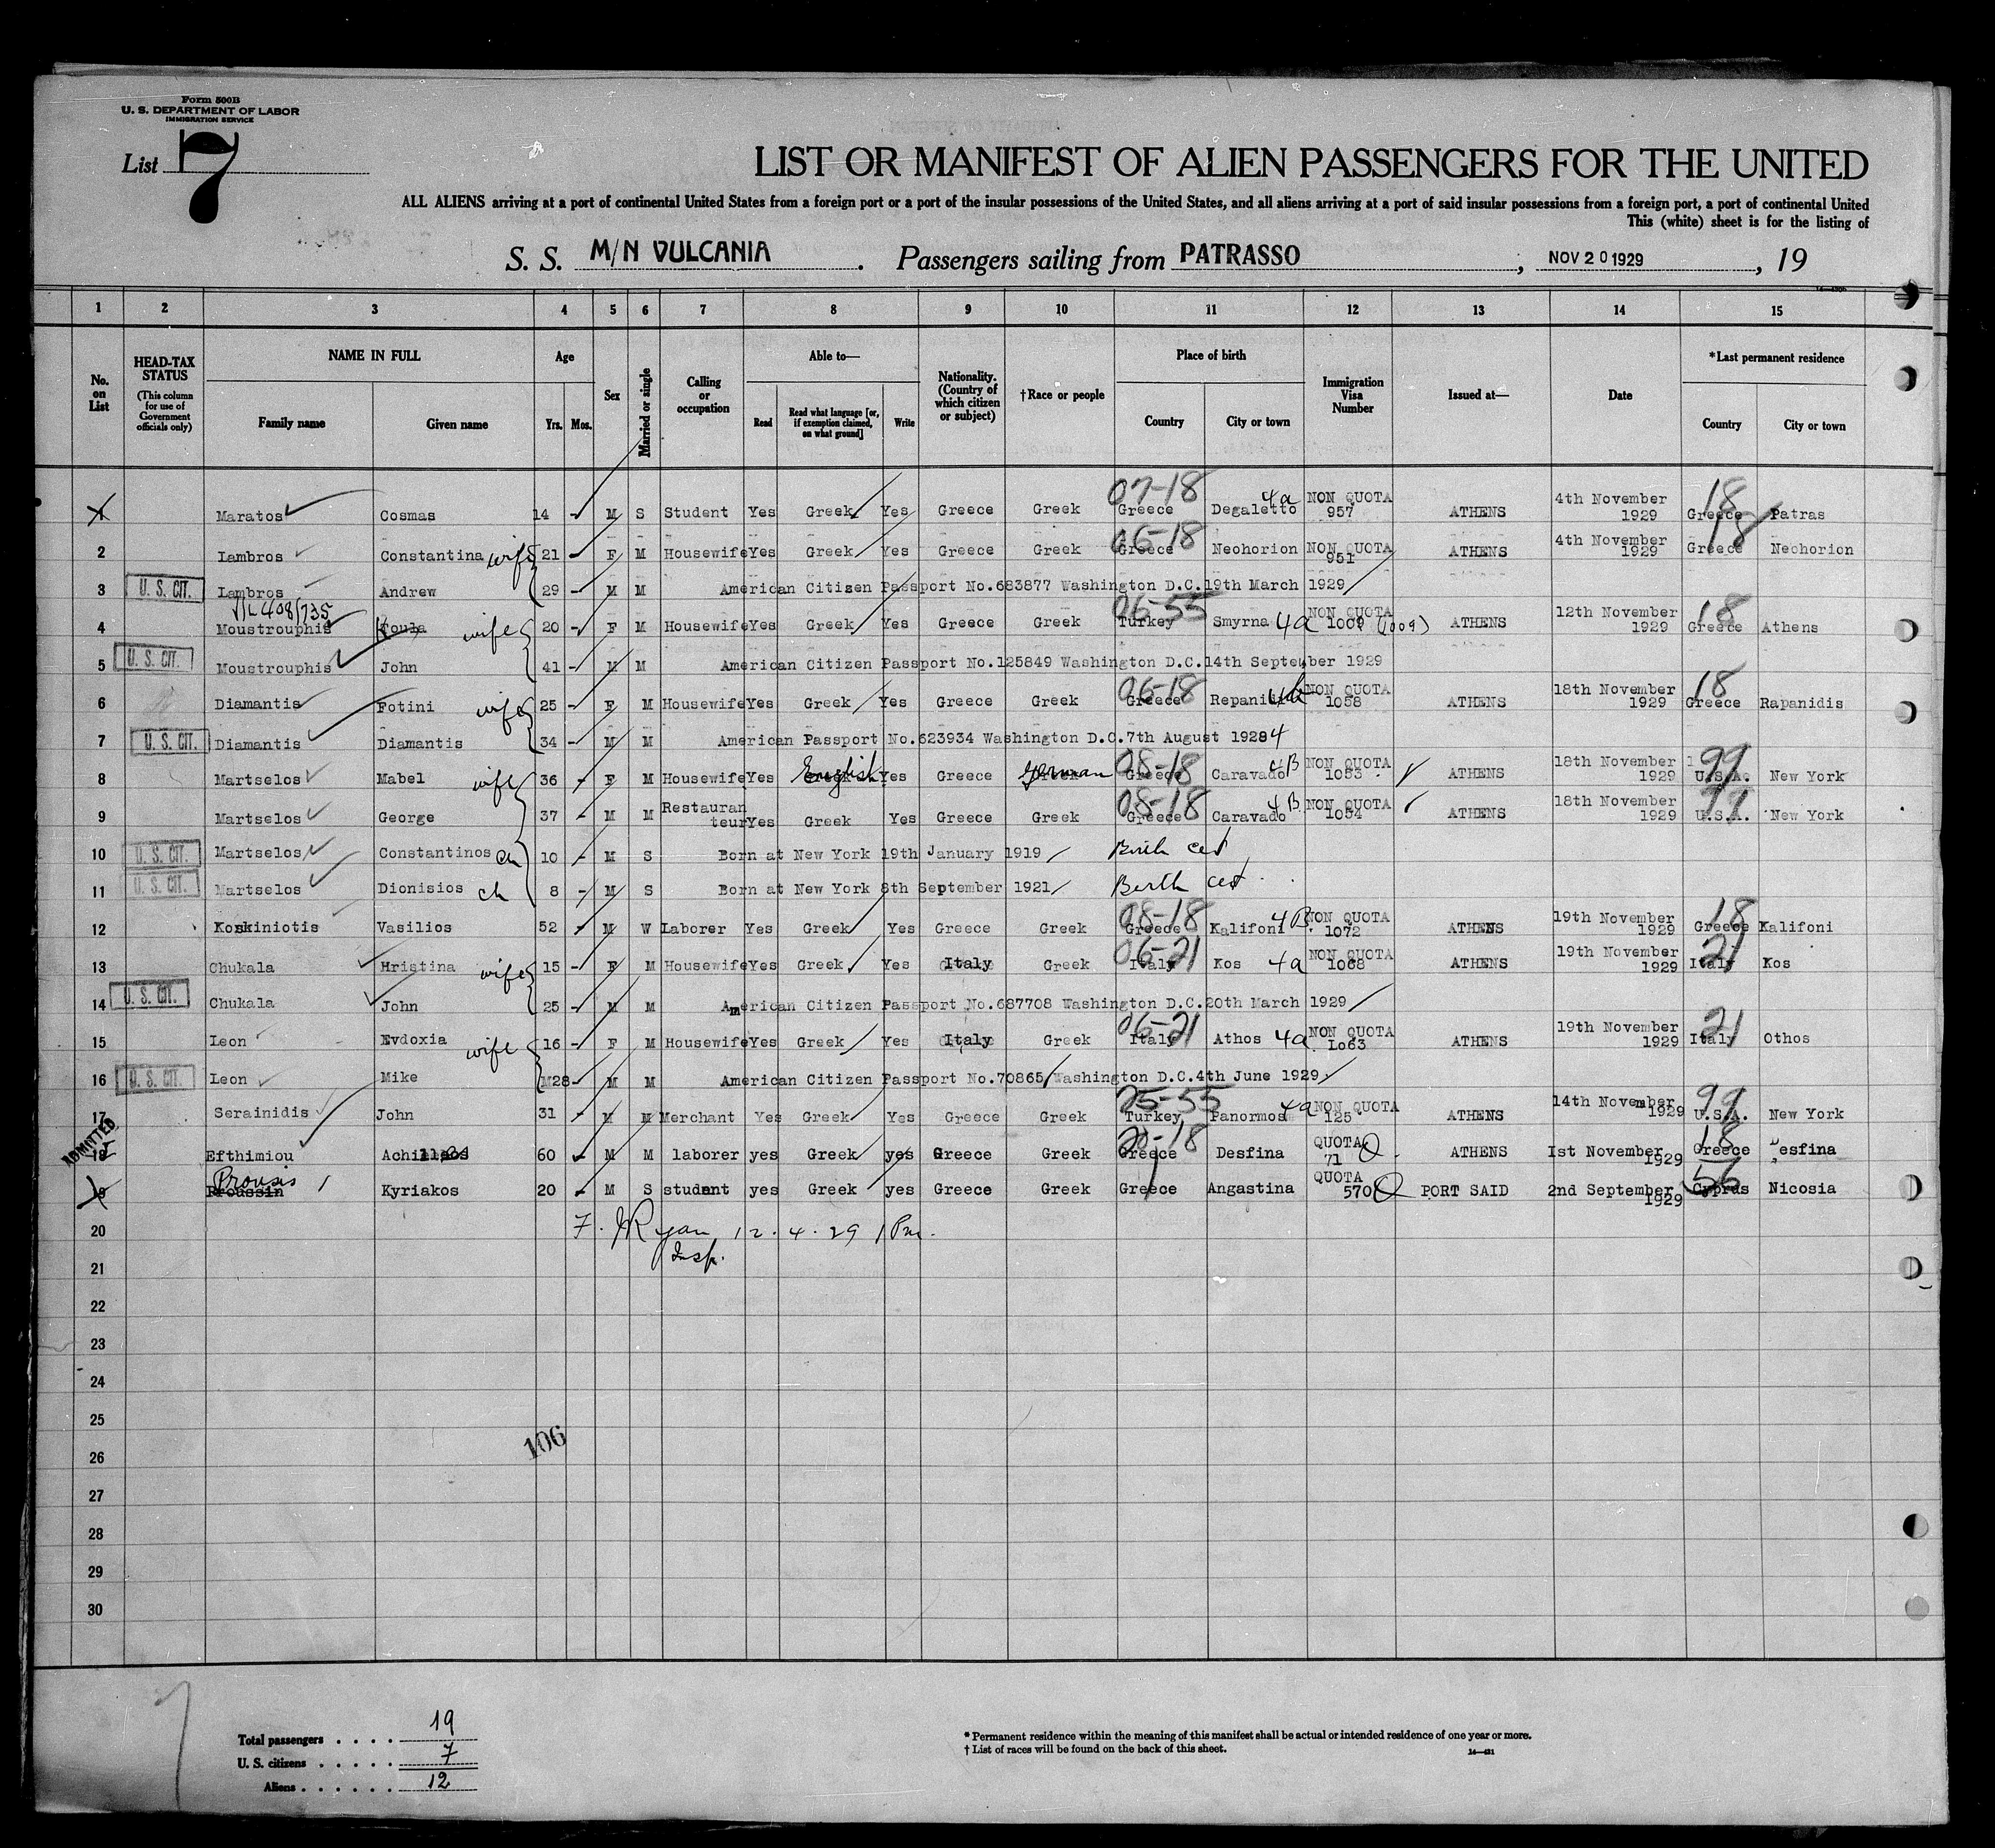 Form 500B
U. S. DEPARTMENT OF LABOR
IMMIGRATION SERVICE
List 7
LIST OR MANIFEST OF ALIEN PASSENGERS FOR THE UNITED
ALL ALIENS arriving at a port of continental United States from a foreign port or a port of the insular possessions of the United States, and all aliens arriving at a port of said insular possessions from a foreign port, a port of continental United
This (white) sheet is for the listing of
S. S. M/N VULCANIA. Passengers sailing from PATRASSO, NOV 20 1929, 19
1 2 3 4 5 6 7 8 9 10 11 12 13 14 15
No. on List
HEAD-TAX STATUS
(This column for use of Government officials only)
NAME IN FULL
Family name Given name
Age
Yrs. Mos.
Sex
Married or single
Calling or occupation
Able to—
Read Read what language [or, if exemption claimed, on what ground] Write
Nationality. (Country of which citizen or subject)
†Race or people
Place of birth
Country City or town
Immigration Visa Number
Issued at—
Date
*Last permanent residence
Country City or town
1 Maratos Cosmas 14 - M S Student Yes Greek Yes Greece Greek 07-18 Greece Degaletto 4a NON QUOTA 957 ATHENS 4th November 1929 18 Greece Patras
2 Lambros Constantina wife 21 - F M Housewife Yes Greek Yes Greece Greek 06-18 Greece Neohorion NON QUOTA 951 ATHENS 4th November 1929 18 Greece Neohorion
3 U. S. CIT. Lambros Andrew 29 - M M American Citizen Passport No.683877 Washington D.C.19th March 1929
4 Moustrouphis Foula wife 20 - F M Housewife Yes Greek Yes Greece Greek 06-55 Turkey Smyrna 4a NON QUOTA 1009 (1009) ATHENS 12th November 1929 18 Greece Athens
5 U. S. CIT. Moustrouphis John 41 - M M American Citizen Passport No.125849 Washington D.C.14th September 1929
6 Diamantis Fotini wife 25 - F M Housewife Yes Greek Yes Greece Greek 06-18 Greece NON QUOTA 1058 ATHENS 18th November 1929 18 Greece Rapanidis
7 U. S. CIT. Diamantis Diamantis 34 - M M American Passport No.623934 Washington D.C.7th August 1928
8 Martselos Mabel wife 36 - F M Housewife Yes English Yes Greece German 08-18 Greece Caravado 4B NON QUOTA 1053 ATHENS 18th November 1929 99 U.S.A. New York
9 Martselos George 37 - M M Restaurateur Yes Greek Yes Greece Greek 08-18 Greece Caravado 4B NON QUOTA 1054 ATHENS 18th November 1929 99 U.S.A. New York
10 U. S. CIT. Martselos Constantinos ch 10 - M S Born at New York 19th January 1919 Birth cert
11 U. S. CIT. Martselos Dionisios ch 8 - M S Born at New York 8th September 1921 Birth cert
12 Koskiniotis Vasilios 52 - M W Laborer Yes Greek Yes Greece Greek 08-18 Greece Kalifoni 4B NON QUOTA 1072 ATHENS 19th November 1929 18 Greece Kalifoni
13 Chukala Hristina wife 15 - F M Housewife Yes Greek Yes Italy Greek 06-21 Italy Kos 4a NON QUOTA 1068 ATHENS 19th November 1929 21 Italy Kos
14 U. S. CIT. Chukala John 25 - M M American Citizen Passport No.687708 Washington D.C.20th March 1929
15 Leon Evdoxia wife 16 - F M Housewife Yes Greek Yes Italy Greek 06-21 Italy Athos 4a NON QUOTA 1063 ATHENS 19th November 1929 21 Italy Othos
16 U. S. CIT. Leon Mike M28 - M M American Citizen Passport No.70865 Washington D.C.4th June 1929
17 Serainidis John 31 - M M Merchant Yes Greek Yes Greece Greek 25-55 Turkey Panormos 4a NON QUOTA 125 ATHENS 14th November 1929 99 U.S.A. New York
ADMITTED
18 Efthimiou 60 - M M laborer yes Greek yes Greece Greek 18 Greece Desfina QUOTA 71 ATHENS 1st November 1929 18 Greece Desfina
19 Proussin Prousis Kyriakos 20 - M S student yes Greek yes Greece Greek Greece Angastina QUOTA 570 PORT SAID 2nd September 1929 56 Cyprus Nicosia
20 F. J Ryan 12.4.29 1 Pm.
Insp.
21
22
23
24
25
106
26
27
28
29
30
Total passengers . . . . 19
U. S. citizens . . . . . 7
Aliens . . . . . . 12
* Permanent residence within the meaning of this manifest shall be actual or intended residence of one year or more.
† List of races will be found on the back of this sheet.